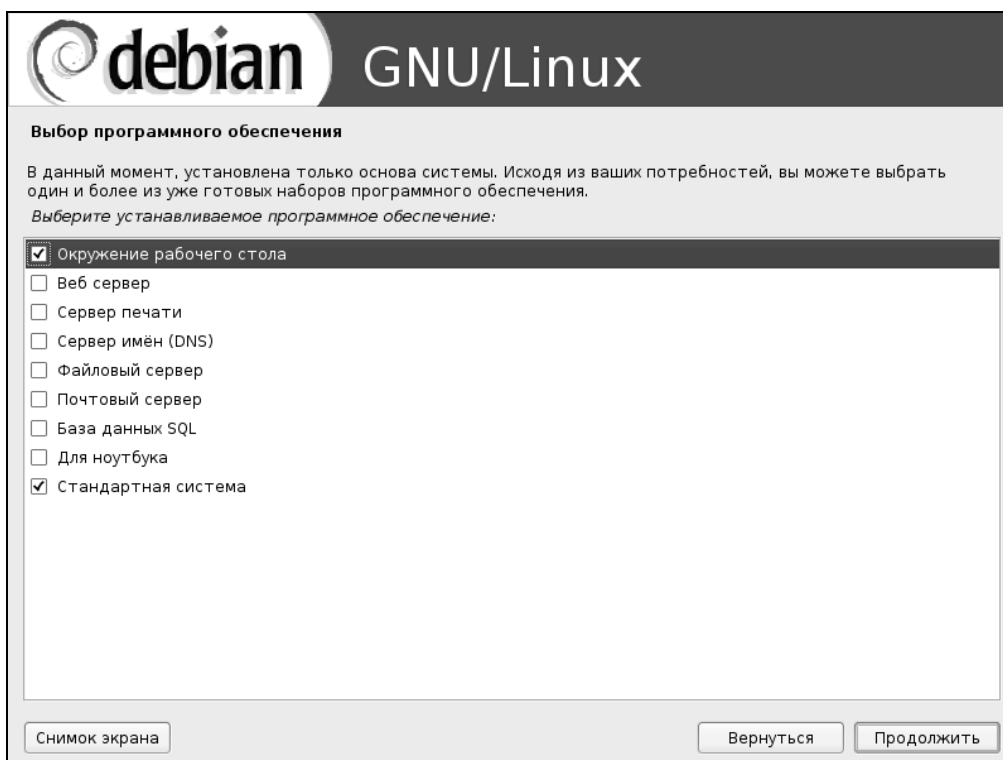 debian GNU/Linux
Выбор программного обеспечения
В данный момент, установлена только основа системы. Исходя из ваших потребностей, вы можете выбрать
один и более из уже готовых наборов программного обеспечения.
Выберите устанавливаемое программное обеспечение:
Окружение рабочего стола
Веб сервер
Сервер печати
Сервер имён (DNS)
Файловый сервер
Почтовый сервер
База данных SQL
Для ноутбука
Стандартная система
Снимок экрана
Вернуться
Продолжить